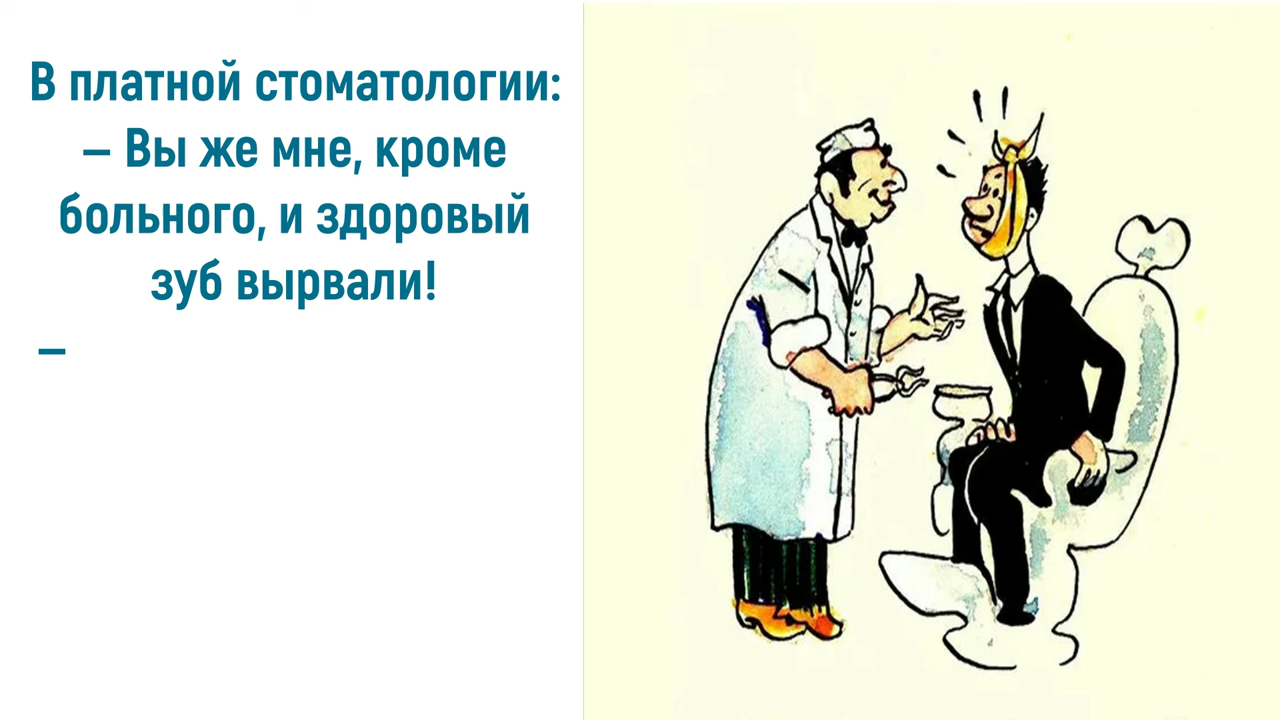 В платной стоматологии:
– Вы же мне, кроме
больного, и здоровый
зуб вырвали!
–